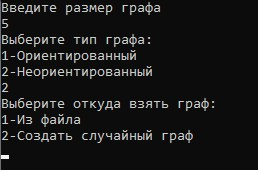 Введите размер графа
5
Выберите тип графа:
1-Ориентированный
2-Неориентированный
2
Выберите откуда взять граф:
1-Из файла
2-Создать случайный граф